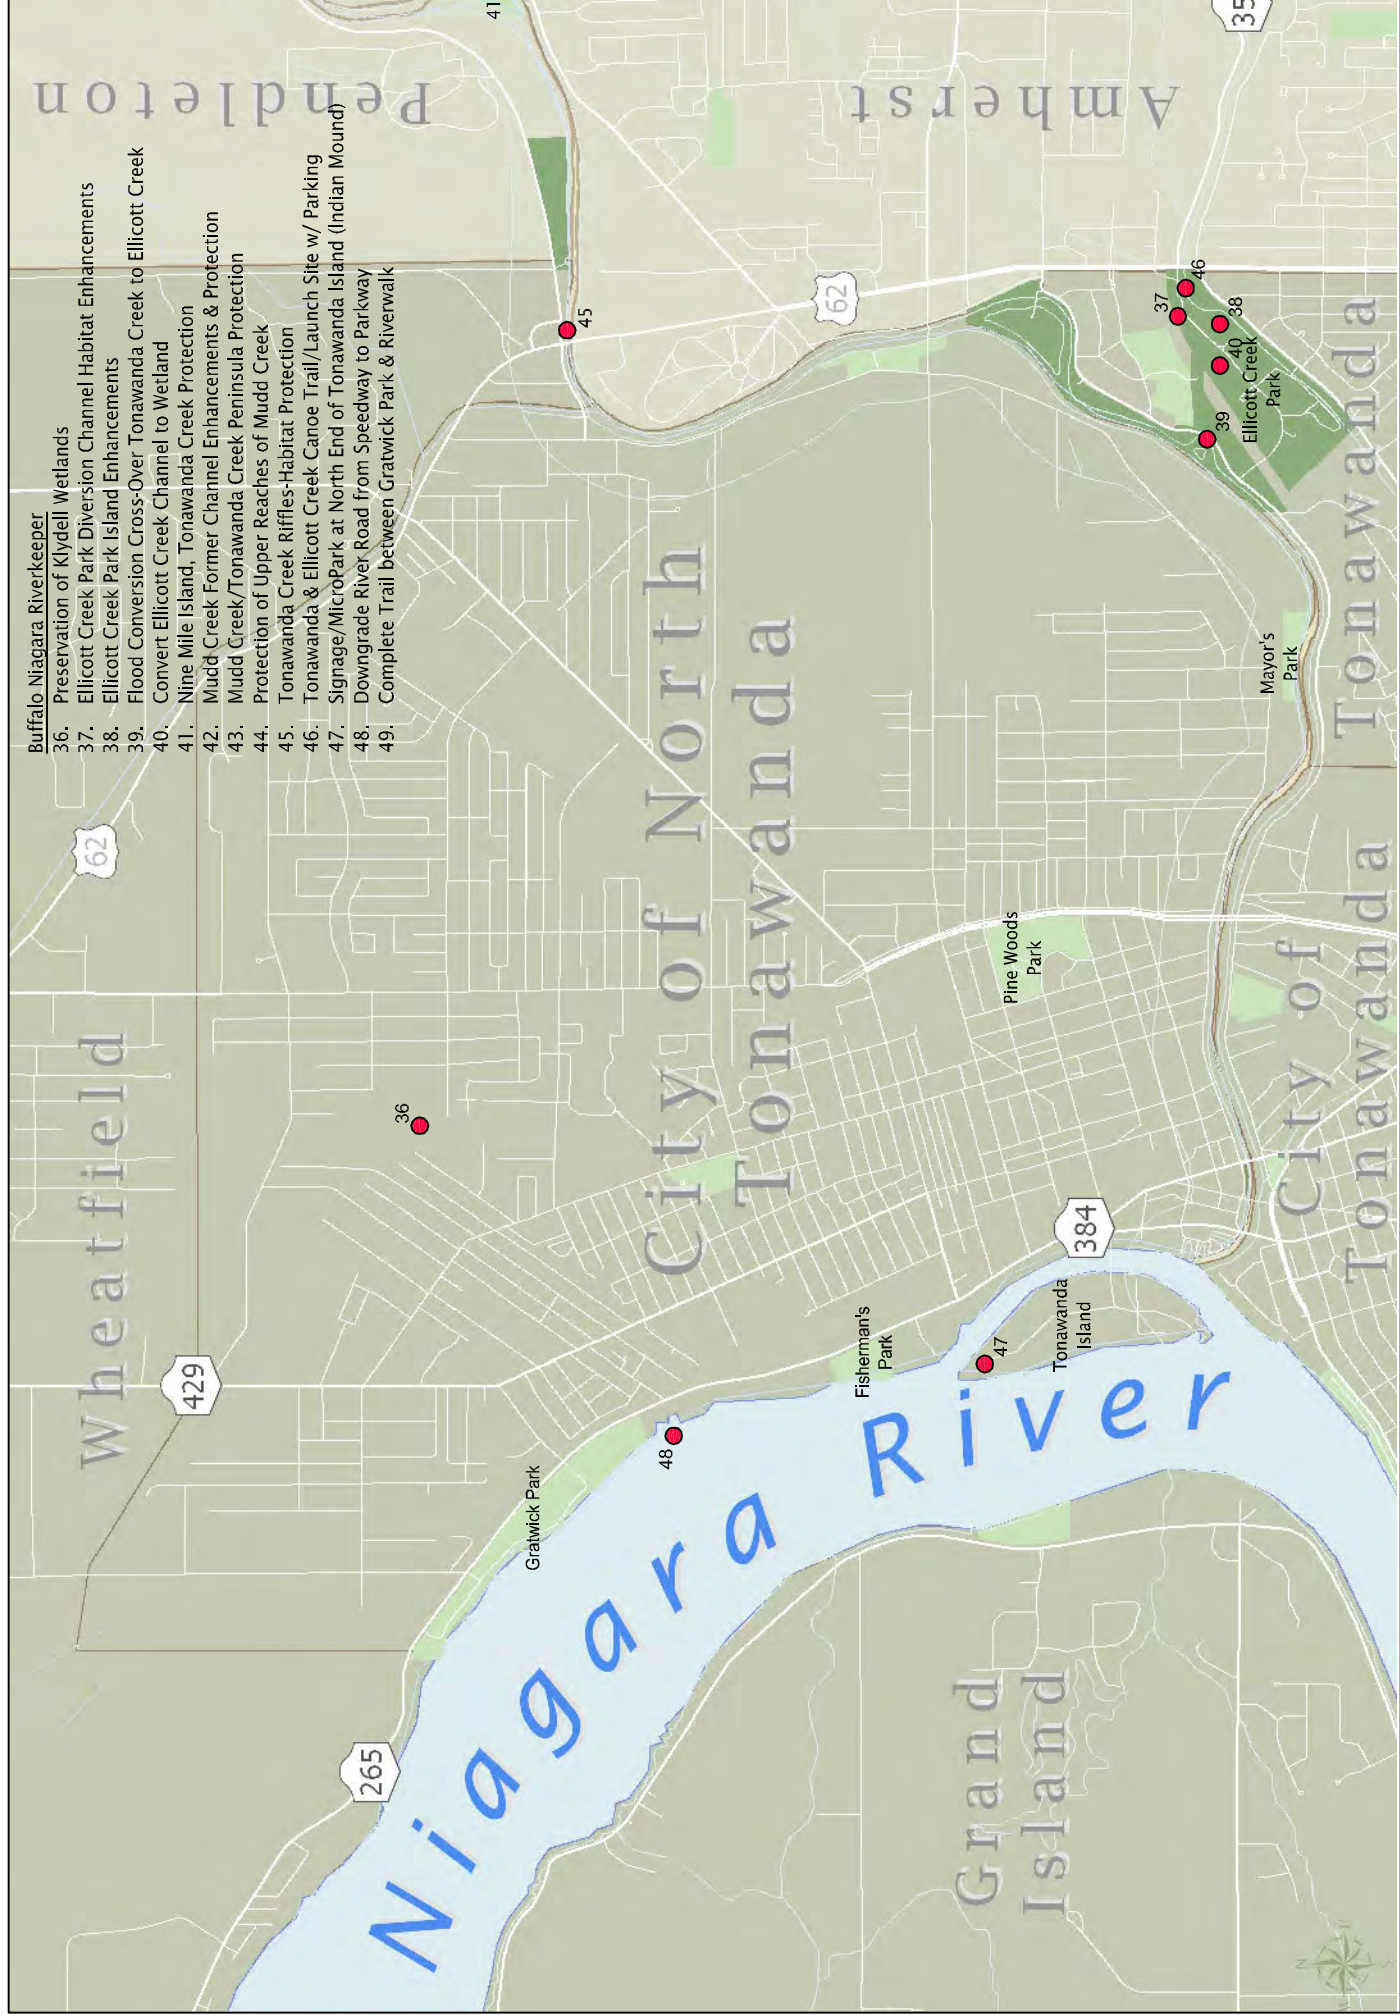 Buffalo Niagara Riverkeeper
36. Preservation of Klydell Wetlands
37. Ellicott Creek Park Diversion Channel Habitat Enhancements
38. Ellicott Creek Park Island Enhancements
39. Flood Conversion Cross-Over Tonawanda Creek to Ellicott Creek
40. Convert Ellicott Creek Channel to Wetland
41. Nine Mile Island, Tonawanda Creek Protection
42. Mudd Creek Former Channel Enhancements & Protection
43. Mudd Creek/Tonawanda Creek Peninsula Protection
44. Protection of Upper Reaches of Mudd Creek
45. Tonawanda Creek Riffles-Habitat Protection
46. Tonawanda & Ellicott Creek Canoe Trail/Launch Site w/ Parking
47. Signage/MicroPark at North End of Tonawanda Island (Indian Mound)
48. Downgrade River Road from Speedway to Parkway
49. Complete Trail between Gratwick Park & Riverwalk
Wheatfield
Pendleton
62
429
265
36
41
45
Gratwick Park
48
City of North
Tonawanda
62
Amherst
Fisherman's
Park
47
Tonawanda
Island
384
Pine Woods
Park
Niagara River
Grand
Island
Mayor's
Park
37
46
38
40
39
Ellicott Creek
Park
35
City of
Tonawanda
Tonawanda
N
S